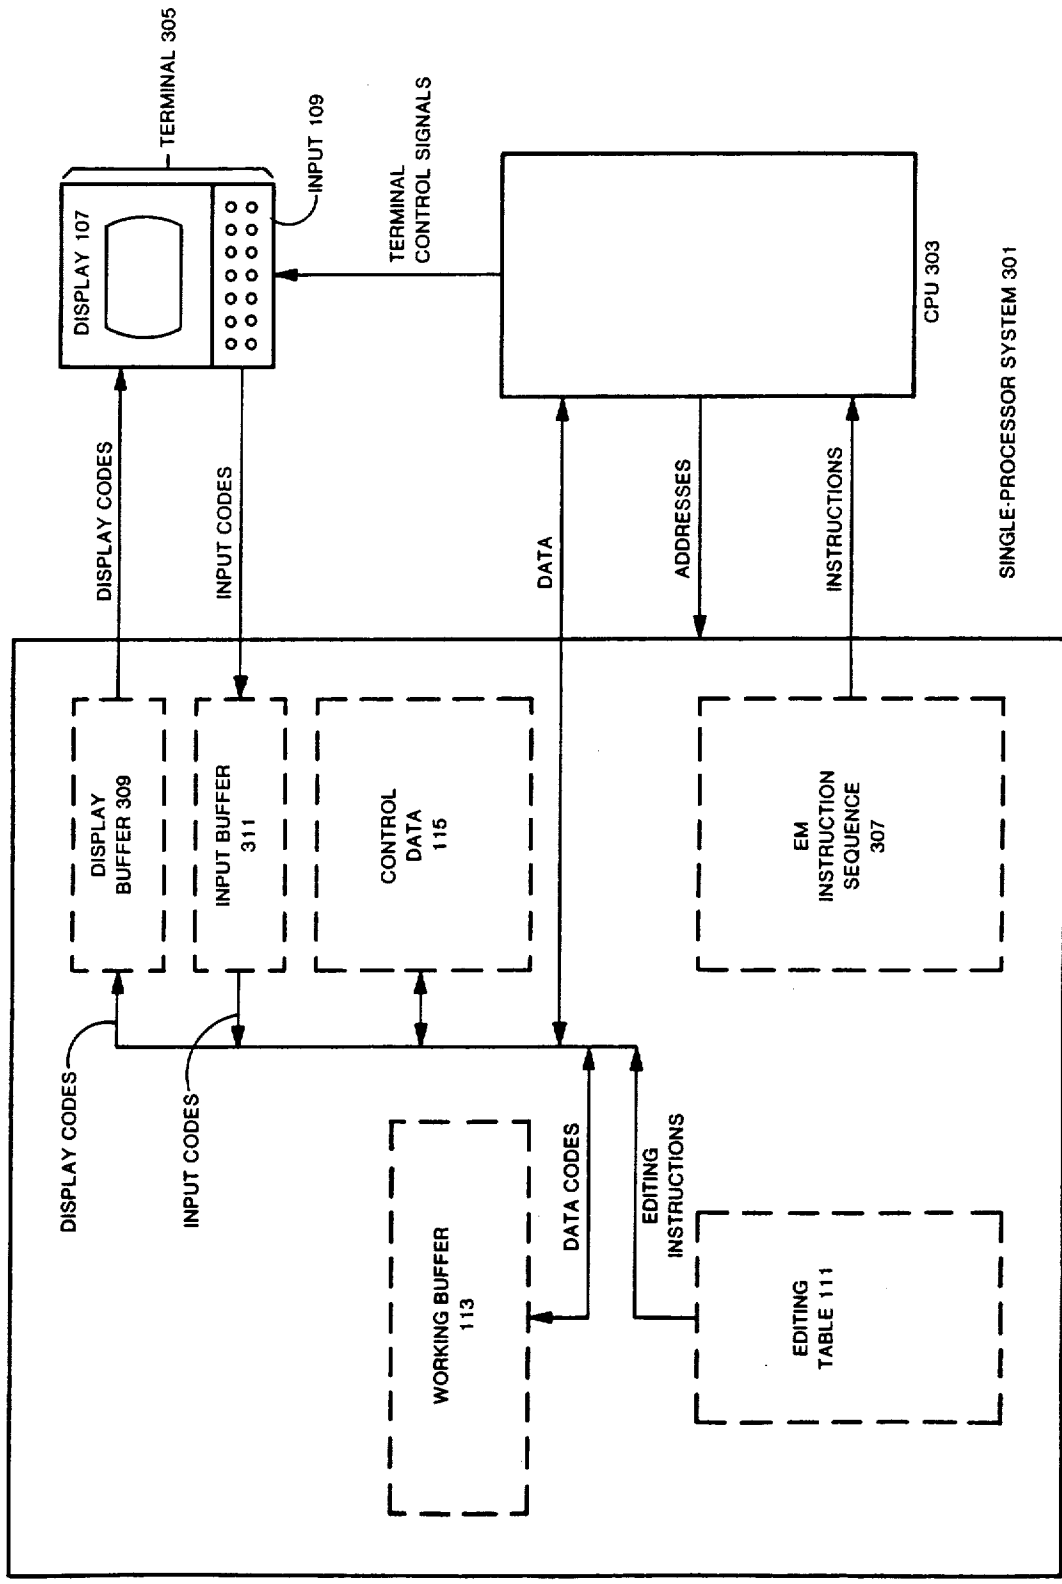 DISPLAY CODES
INPUT CODES
WORKING BUFFER
113
DATA CODES
EDITING
INSTRUCTIONS
EDITING
TABLE 111
DISPLAY
BUFFER 309
INPUT BUFFER
311
CONTROL
DATA
115
EM
INSTRUCTION
SEQUENCE
307
DISPLAY CODES
INPUT CODES
DATA
ADDRESSES
INSTRUCTIONS
DISPLAY 107
TERMINAL 305
INPUT 109
TERMINAL
CONTROL SIGNALS
CPU 303
SINGLE-PROCESSOR SYSTEM 301